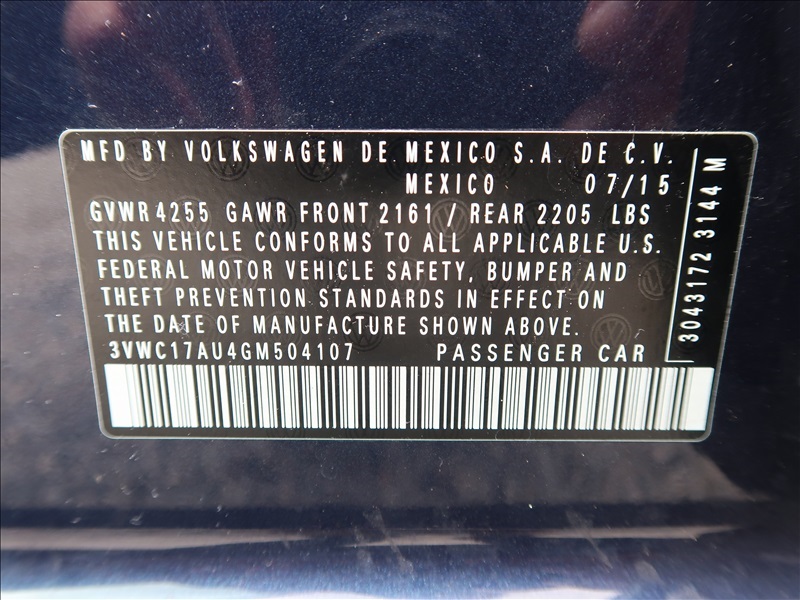 MFD BY VOLKSWAGEN DE MEXICO S.A. DE C.V.
MEXICO 07/15
GVWR 4255 GAWR FRONT 2161 / REAR 2205 LBS
THIS VEHICLE CONFORMS TO ALL APPLICABLE U.S.
FEDERAL MOTOR VEHICLE SAFETY, BUMPER AND
THEFT PREVENTION STANDARDS IN EFFECT ON
THE DATE OF MANUFACTURE SHOWN ABOVE.
3VWC17AU4GM504107 PASSENGER CAR
3043172 3144 M